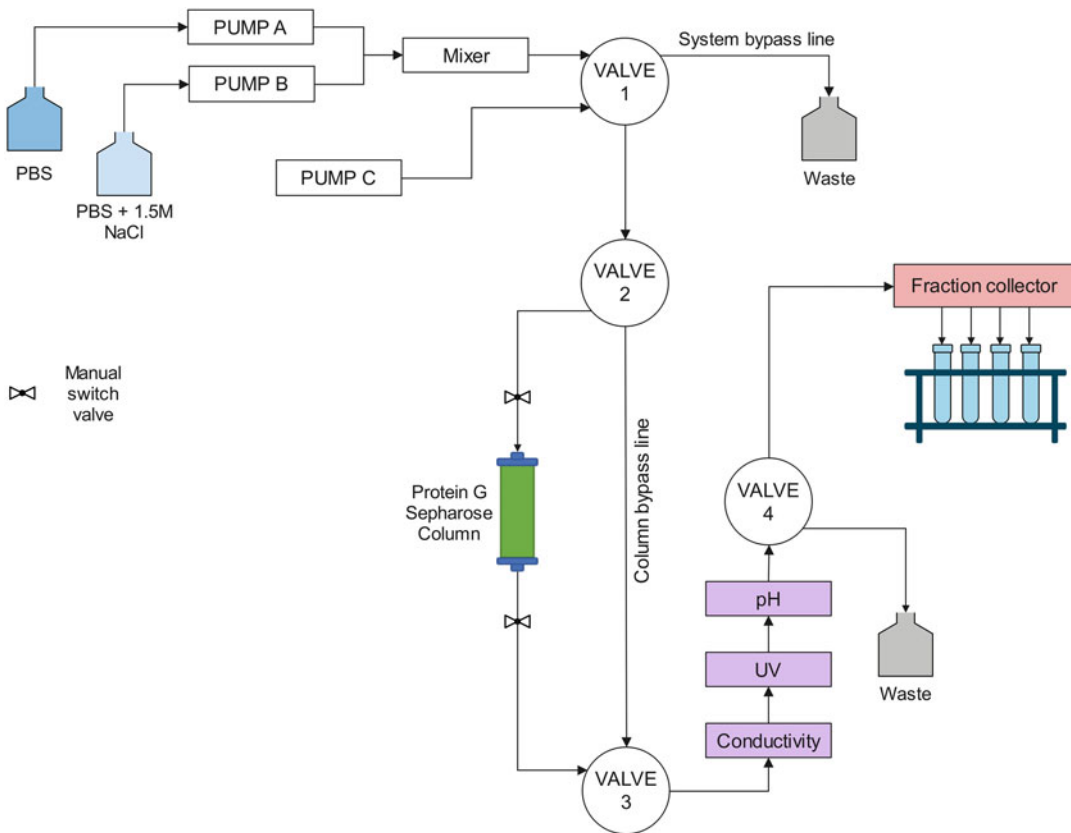 PUMP A
PUMP B
Mixer
System bypass line
VALVE
1
PBS
PBS + 1.5M
NaCl
PUMP C
Waste
VALVE
2
Fraction collector
Manual
switch
valve
Protein G
Sepharose
Column
Column bypass line
VALVE
4
pH
UV
Conductivity
Waste
VALVE
3